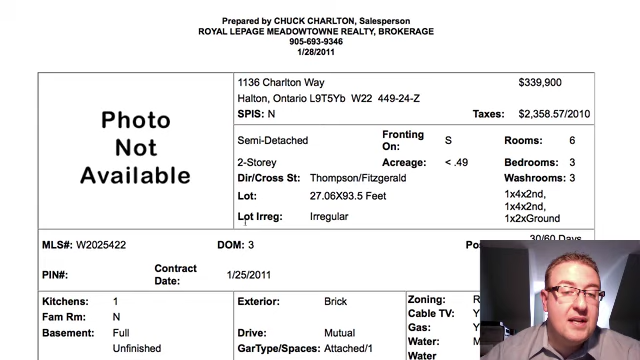 Prepared by CHUCK CHARLTON, Salesperson
ROYAL LEPAGE MEADOWTOWNE REALTY, BROKERAGE
905-693-9346
1/28/2011
Photo
Not
Available
1136 Charlton Way $339,900
Halton, Ontario L9T5Yb W22 449-24-Z
SPIS: N Taxes: $2,358.57/2010
Semi-Detached Fronting On: S Rooms: 6
2-Storey Acreage: < .49 Bedrooms: 3
Dir/Cross St: Thompson/Fitzgerald Washrooms: 3
Lot: 27.06X93.5 Feet 1x4x2nd,
1x4x2nd,
Lot Irreg: Irregular 1x2xGround
MLS#: W2025422 DOM: 3 30/60 Days
PIN#: Contract Date: 1/25/2011
Kitchens: 1 Exterior: Brick Zoning: R
Fam Rm: N Cable TV: Y
Basement: Full Drive: Mutual Gas: Y
Unfinished GarType/Spaces: Attached/1 Water:
Water